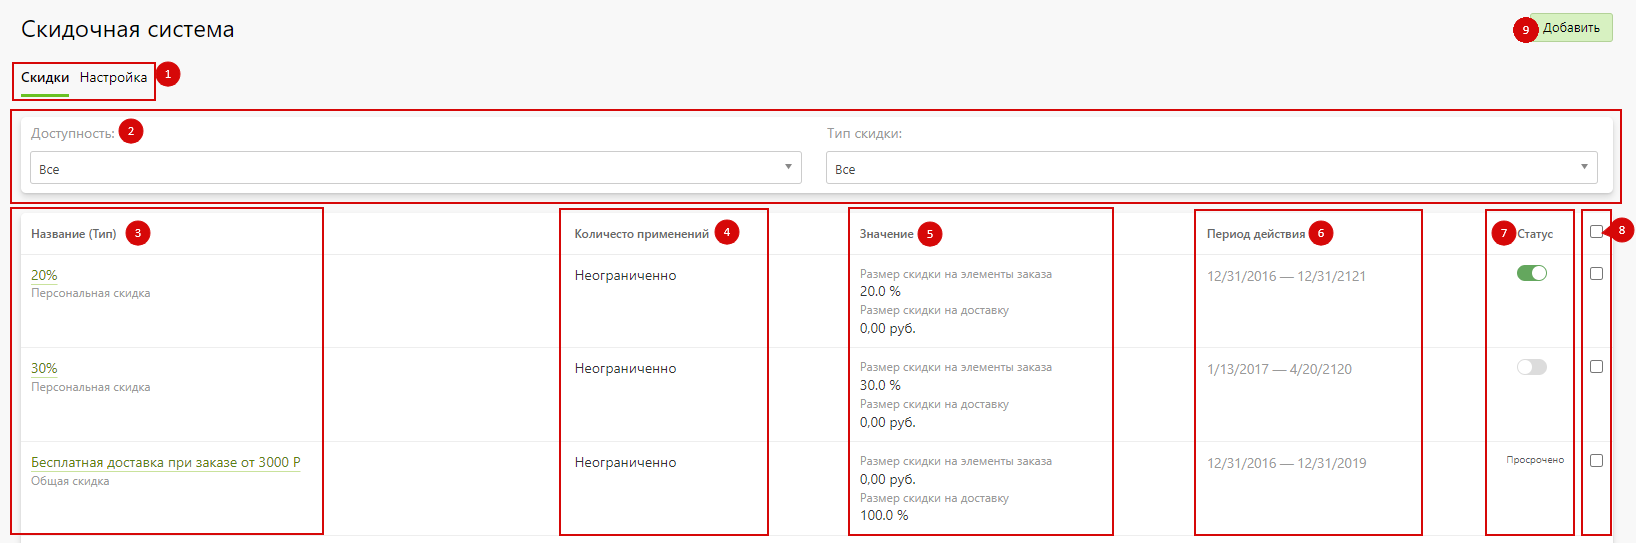 Скидочная система
9 Добавить
Скидки Настройка 1
Доступность: 2 Тип скидки:
Все Все
Название (Тип) 3 Количесто применений 4 Значение 5 Период действия 6 7 Статус 8
20% Неограниченно Размер скидки на элементы заказа 12/31/2016 — 12/31/2121
Персональная скидка 20.0 %
Размер скидки на доставку
0,00 руб.
30% Неограниченно Размер скидки на элементы заказа 1/13/2017 — 4/20/2120
Персональная скидка 30.0 %
Размер скидки на доставку
0,00 руб.
Бесплатная доставка при заказе от 3000 Р Неограниченно Размер скидки на элементы заказа 12/31/2016 — 12/31/2019 Просрочено
Общая скидка 0,00 руб.
Размер скидки на доставку
100.0 %